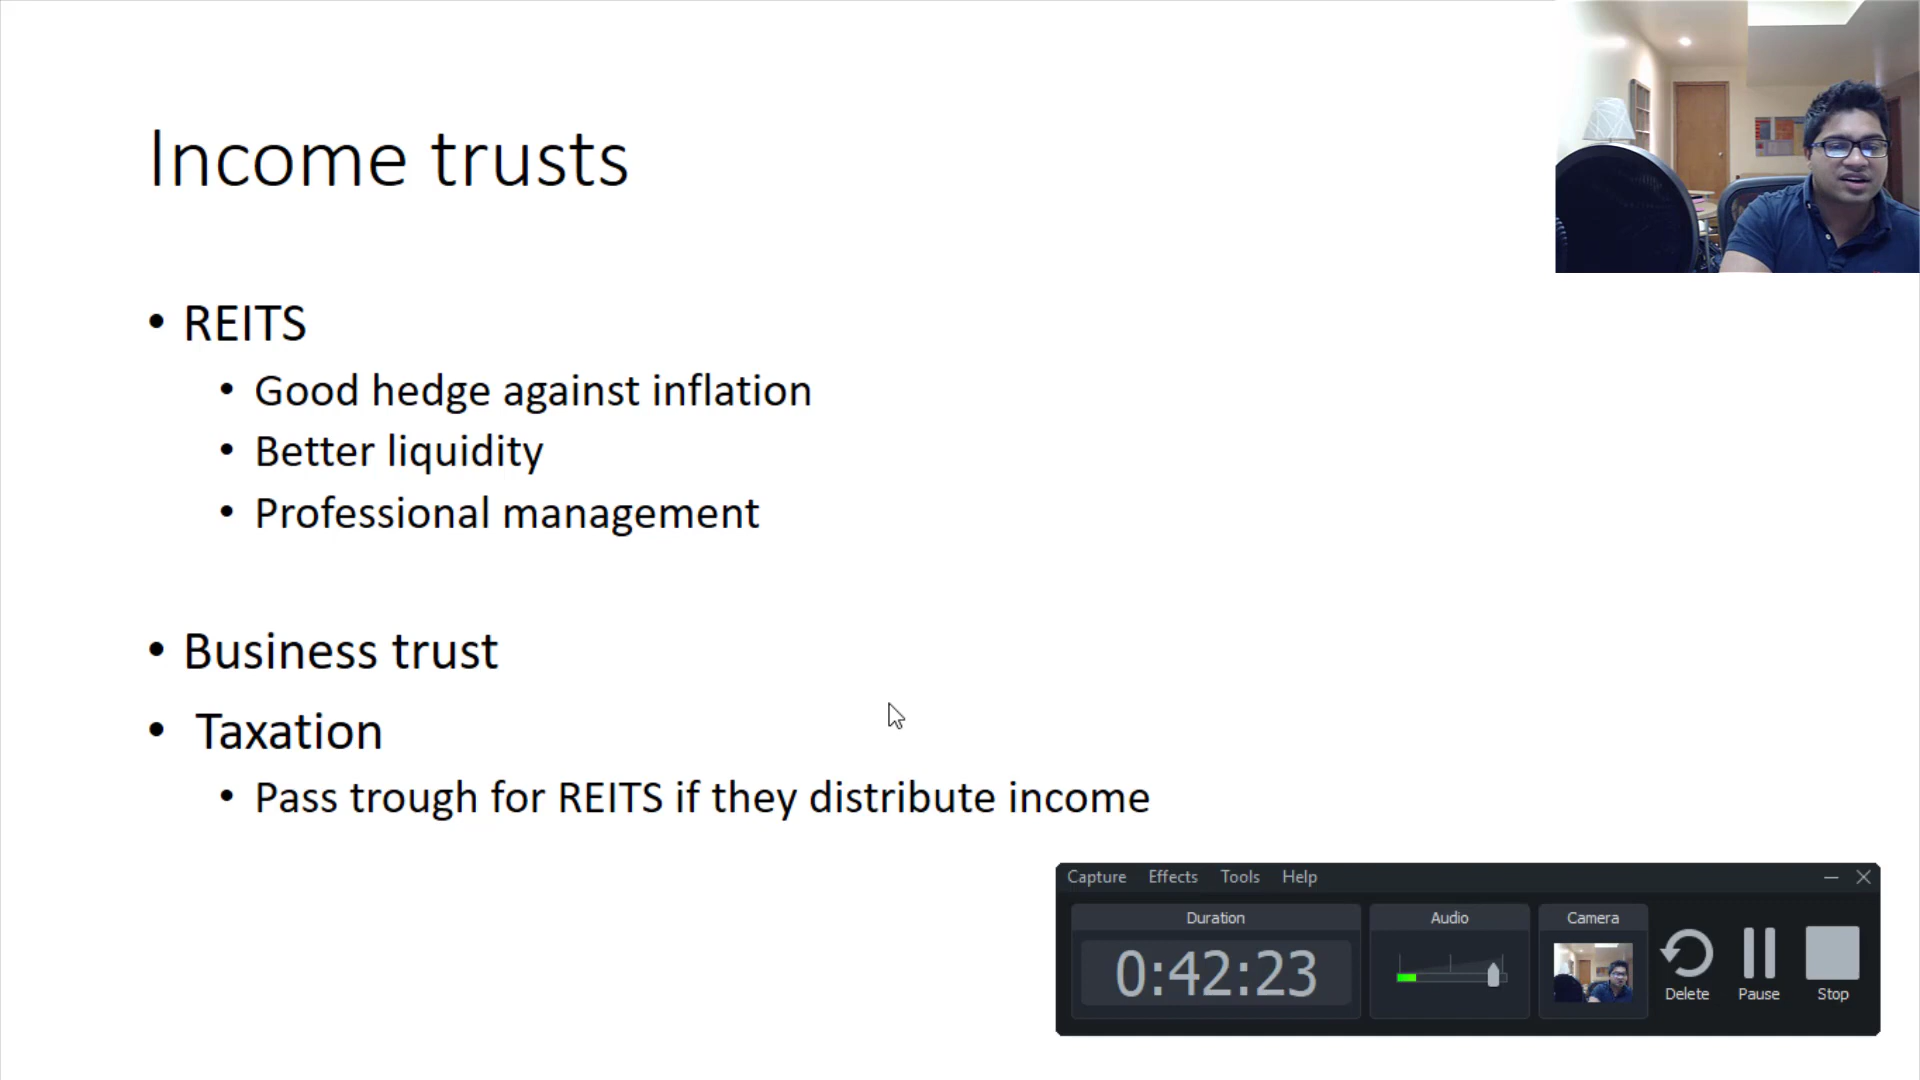 Income trusts
• REITS
• Good hedge against inflation
• Better liquidity
• Professional management
• Business trust
• Taxation
• Pass trough for REITS if they distribute income
Capture Effects Tools Help
Duration Audio Camera
0:42:23
Delete Pause Stop